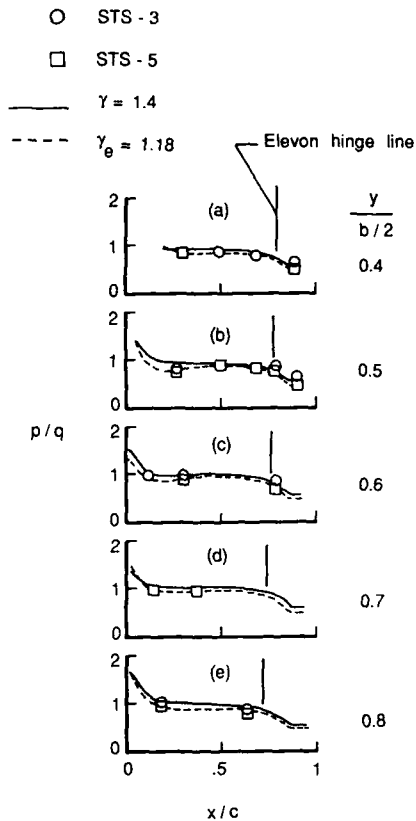 STS - 3
STS - 5
γ = 1.4
γe = 1.18
Elevon hinge line
y
b / 2
2
(a)
1
0
0.4
2
(b)
1
0
0.5
p / q
2
(c)
1
0
0.6
2
(d)
1
0
0.7
2
(e)
1
0
0.8
0 .5 1
x / c